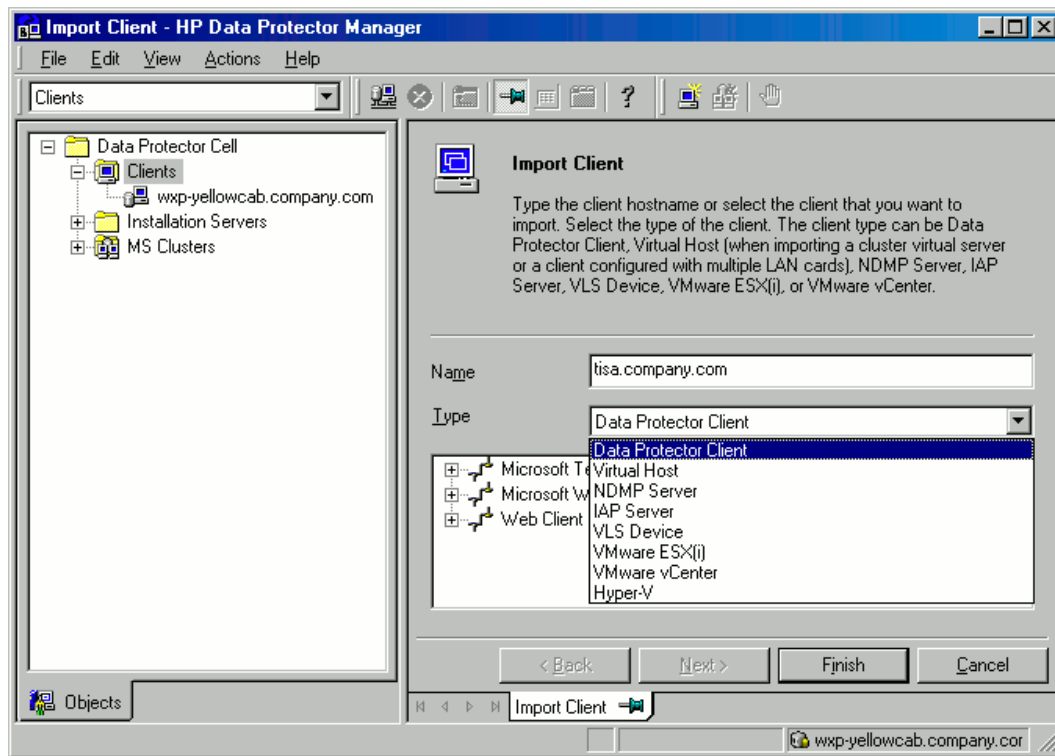 Import Client - HP Data Protector Manager
File Edit View Actions Help
Clients
Data Protector Cell
Clients
wxp-yellowcab.company.com
Installation Servers
MS Clusters
Objects
Import Client
Type the client hostname or select the client that you want to
import. Select the type of the client. The client type can be Data
Protector Client, Virtual Host (when importing a cluster virtual server
or a client configured with multiple LAN cards), NDMP Server, IAP
Server, VLS Device, VMware ESX(i), or VMware vCenter.
Name
tisa.company.com
Type
Data Protector Client
Data Protector Client
Virtual Host
NDMP Server
IAP Server
VLS Device
VMware ESX(i)
VMware vCenter
Hyper-V
Microsoft Te
Microsoft W
Web Client
< Back
Next >
Finish
Cancel
Import Client
wxp-yellowcab.company.cor